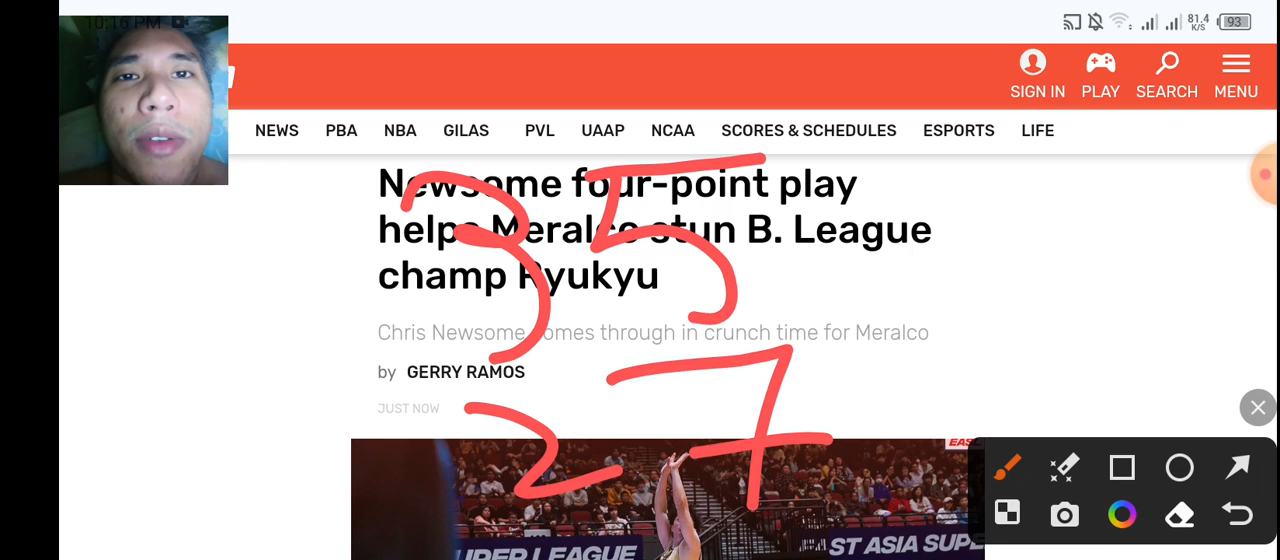 10:16 PM
81.4
K/S
93
SIGN IN PLAY SEARCH MENU
NEWS PBA NBA GILAS PVL UAAP NCAA SCORES & SCHEDULES ESPORTS LIFE
Newsome four-point play
helps Meralco stun B. League
champ Ryukyu
35
Chris Newsome comes through in crunch time for Meralco
by GERRY RAMOS
JUST NOW
27
EAS
UPER LEAGUE
ST ASIA SUPE